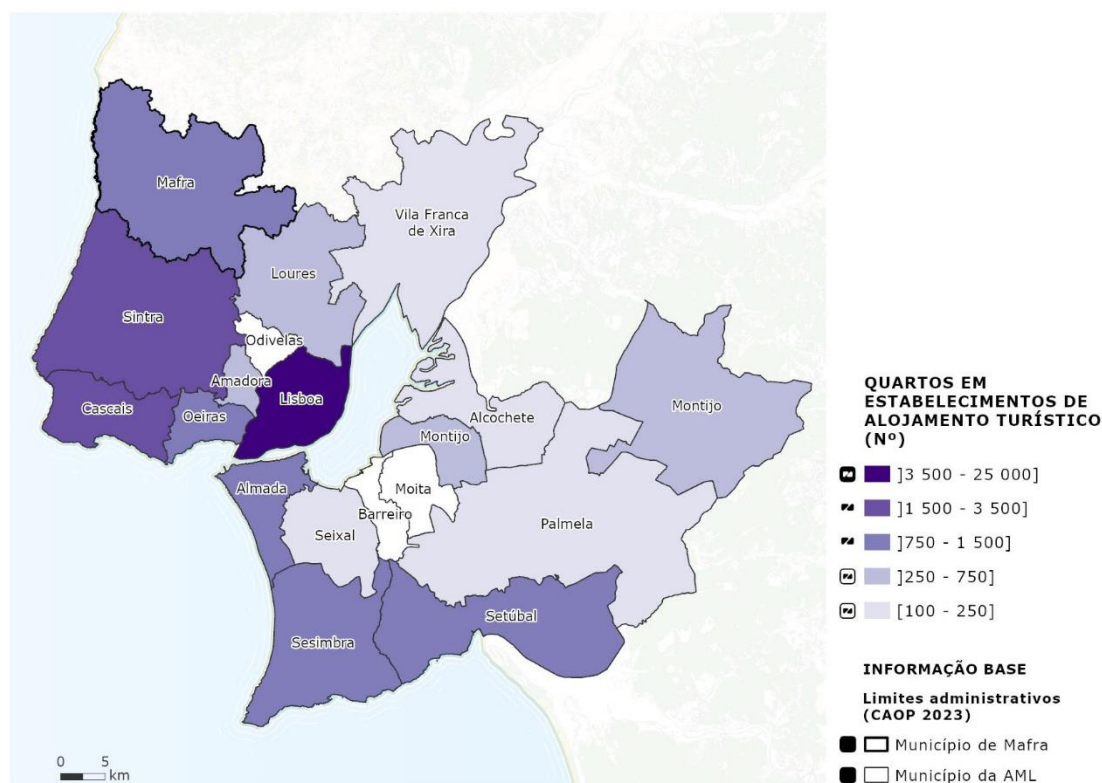 Mafra
Vila Franca
de Xira
Loures
Sintra
Odivelas
Amadora
Lisboa
Cascais
Oeiras
Alcochete
Montijo
Montijo
Almada
Moita
Barreiro
Seixal
Palmela
Setúbal
Sesimbra
0 5
km
QUARTOS EM
ESTABELECIMENTOS DE
ALOJAMENTO TURÍSTICO
(Nº)
]3 500 - 25 000]
]1 500 - 3 500]
]750 - 1 500]
]250 - 750]
[100 - 250]
INFORMAÇÃO BASE
Limites administrativos
(CAOP 2023)
Município de Mafra
Município da AML